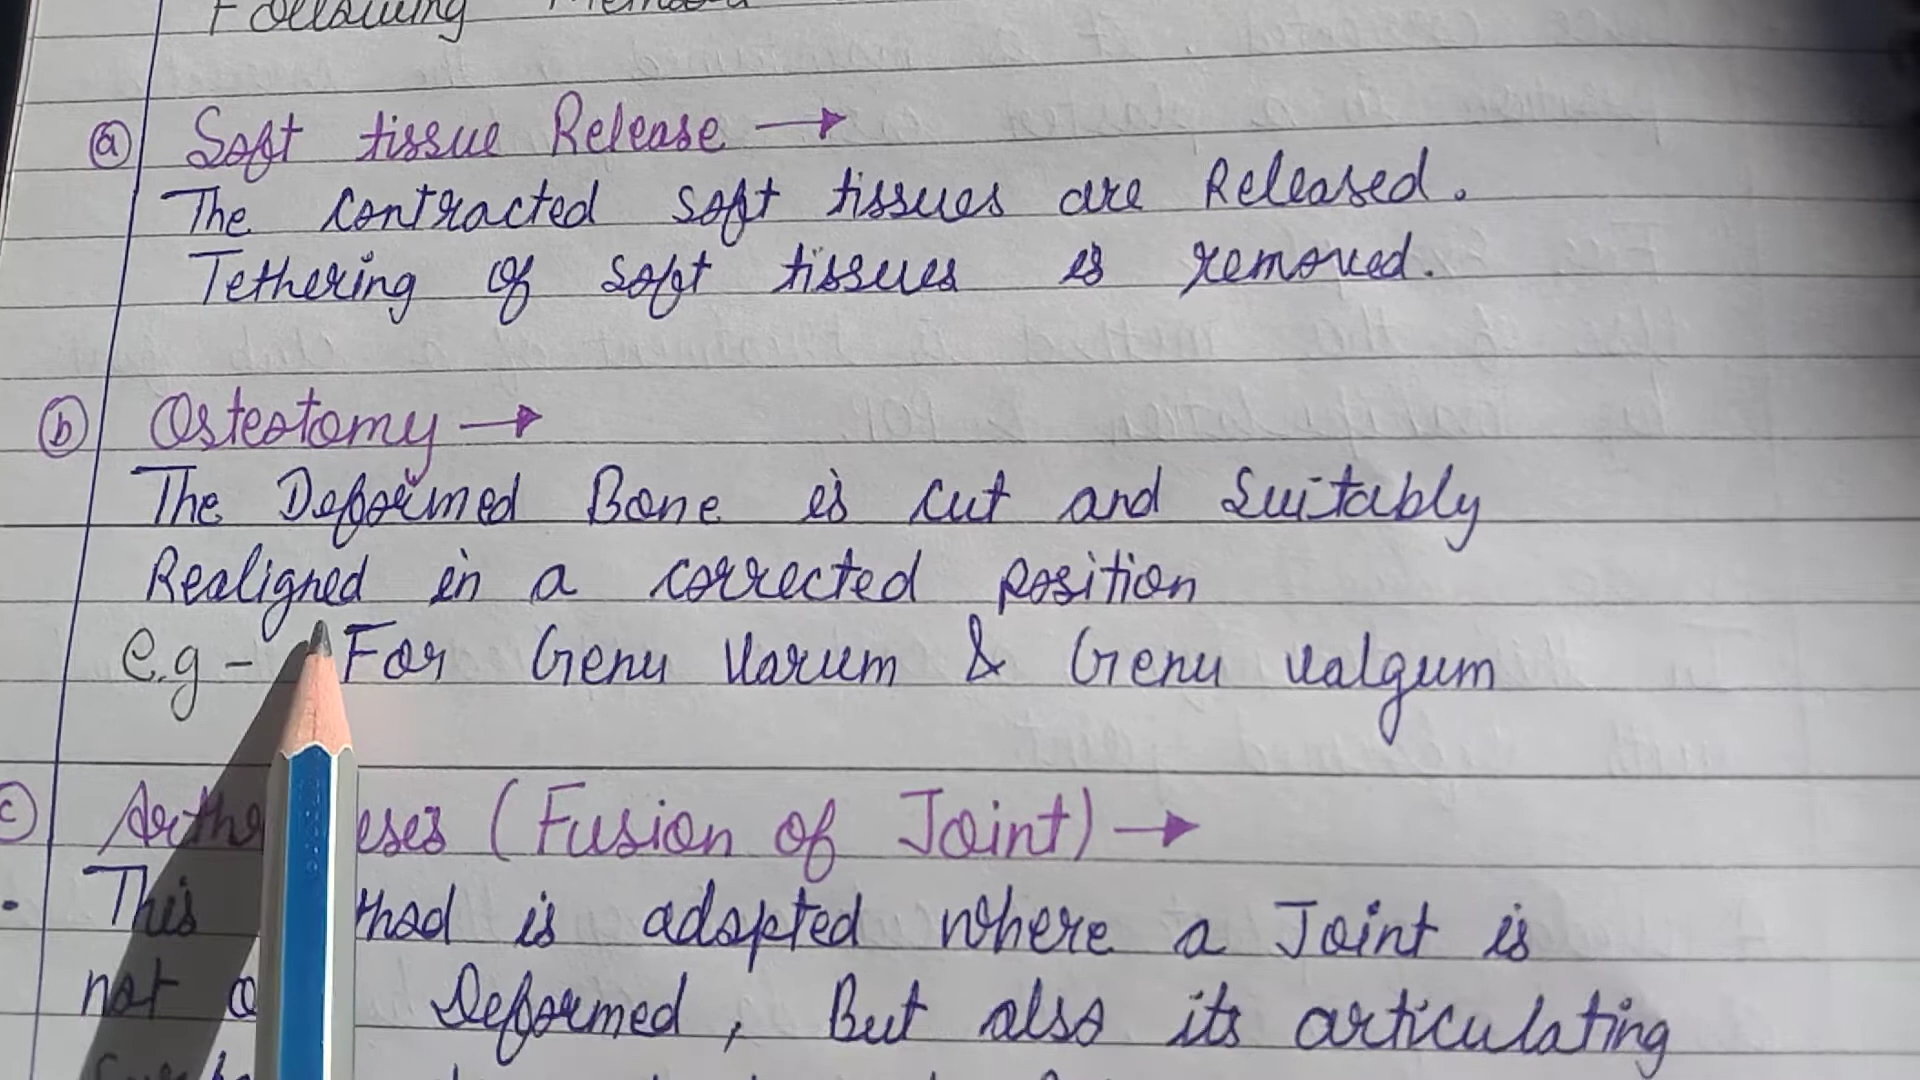 Following
ⓐ Soft tissue Release →
The contracted soft tissues are Released.
Tethering of soft tissues is removed.
ⓑ Osteotomy →
The Deformed Bone is cut and Suitably
Realigned in a corrected position
e.g - For Genu Varum & Genu valgum
ⓒ (Fusion of Joint) →
• This is adopted where a Joint is
not Deformed, But also its articulating